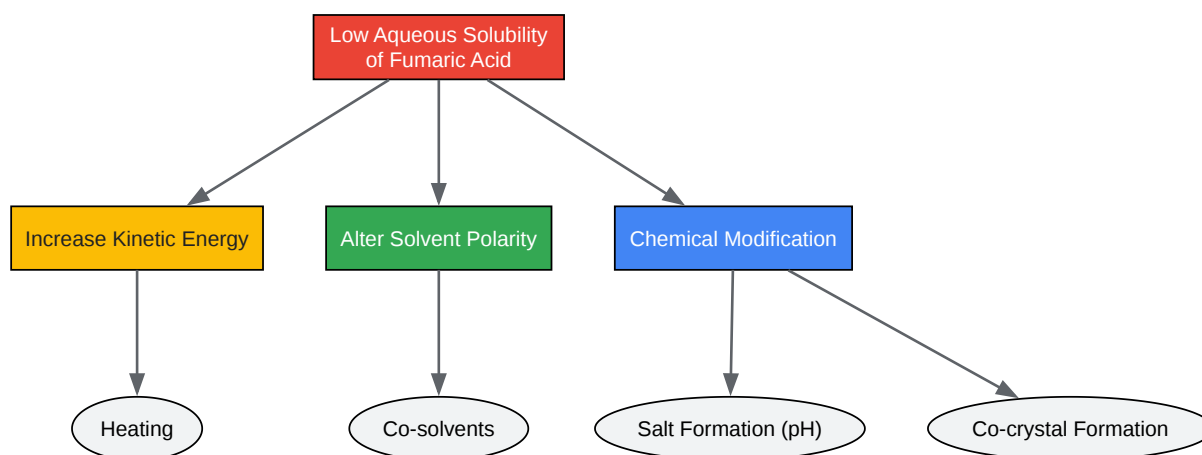 Low Aqueous Solubility
of Fumaric Acid
Increase Kinetic Energy
Alter Solvent Polarity
Chemical Modification
Heating
Co-solvents
Salt Formation (pH)
Co-crystal Formation